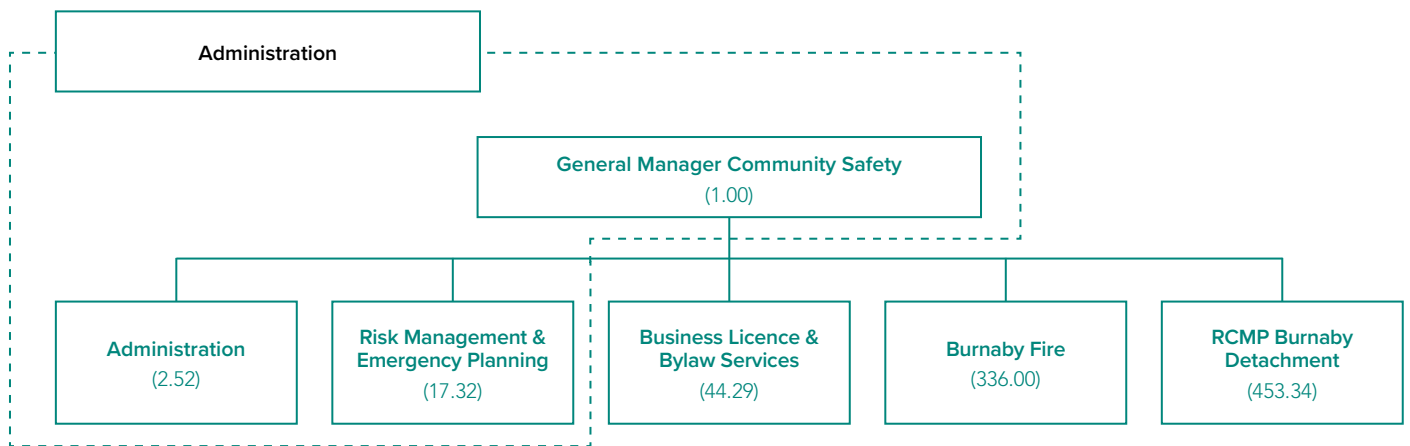 Administration
General Manager Community Safety
(1.00)
Administration
(2.52)
Risk Management &
Emergency Planning
(17.32)
Business Licence &
Bylaw Services
(44.29)
Burnaby Fire
(336.00)
RCMP Burnaby
Detachment
(453.34)